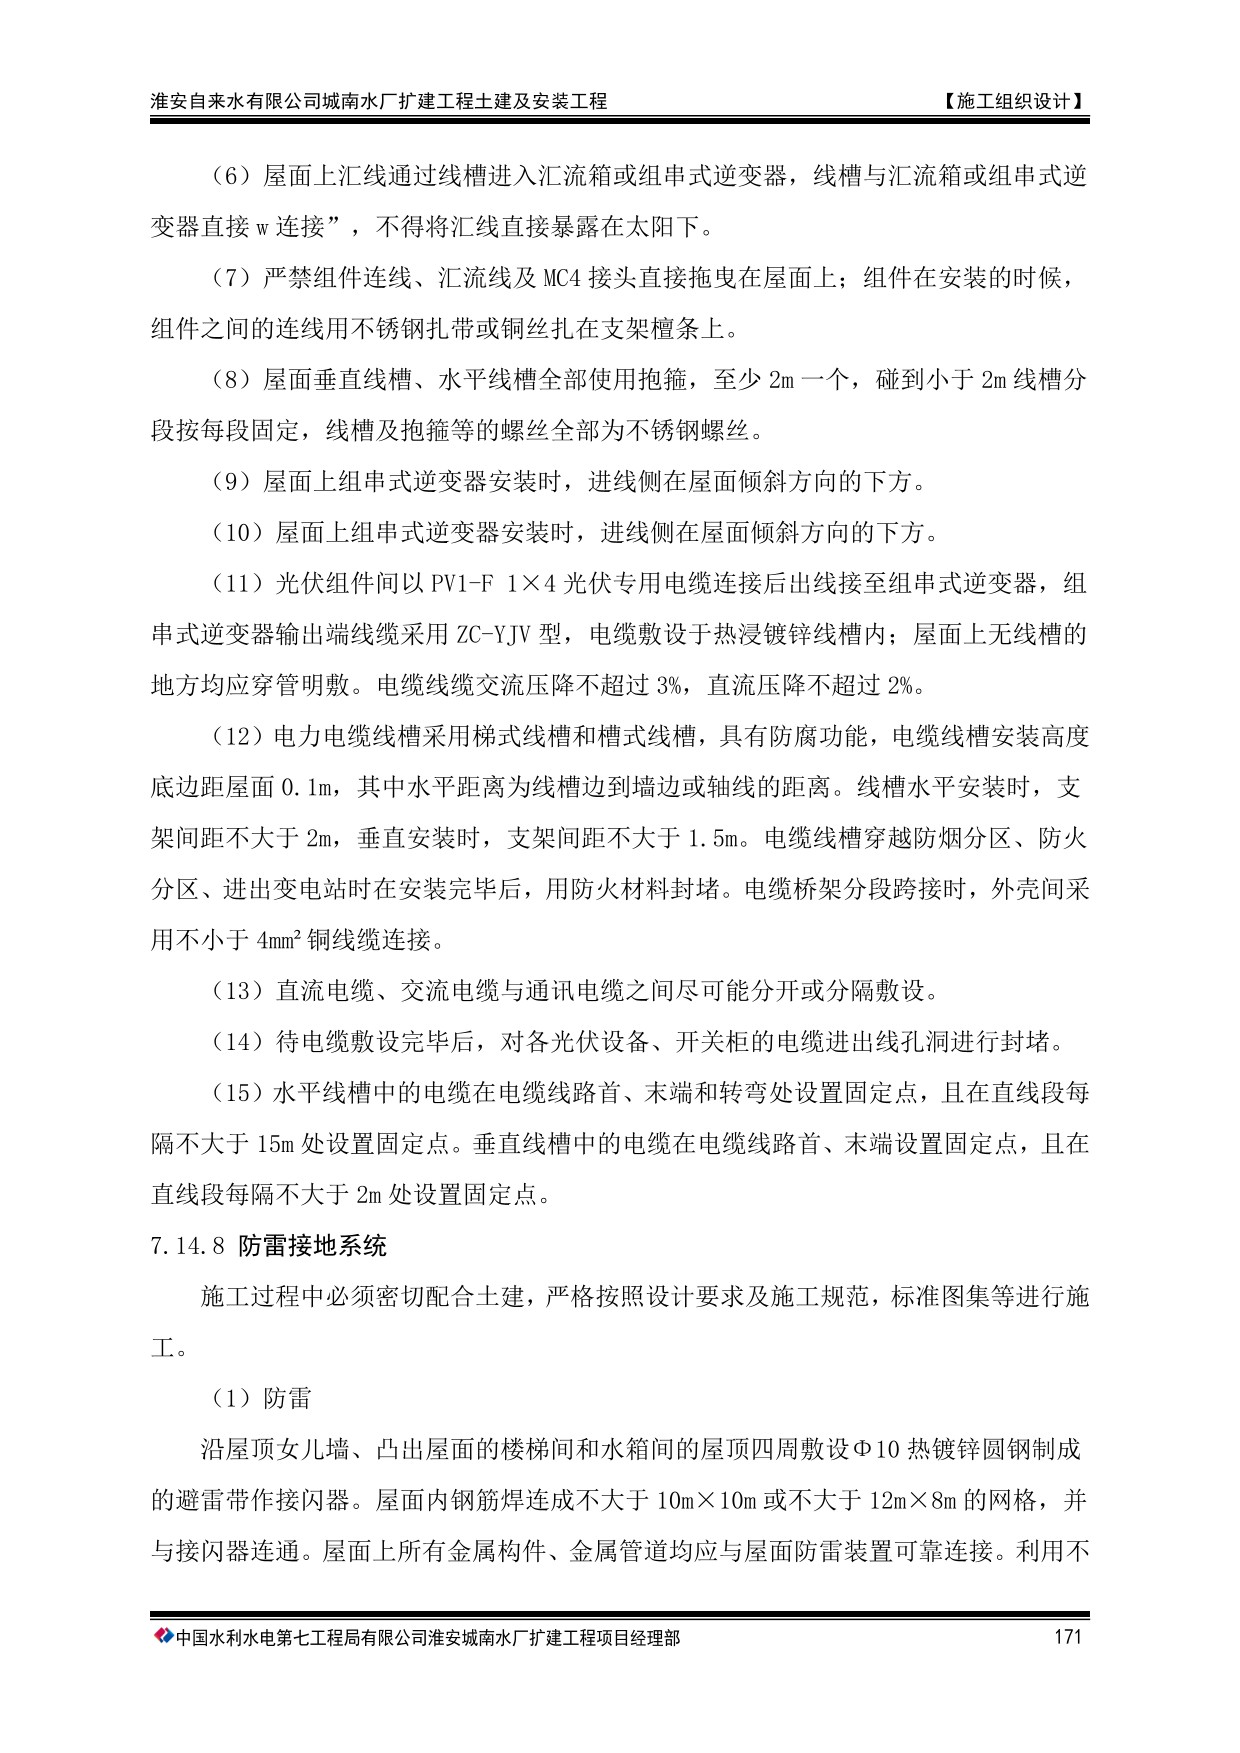 淮安自来水有限公司城南水厂扩建工程土建及安装工程 【施工组织设计】
（6）屋面上汇线通过线槽进入汇流箱或组串式逆变器，线槽与汇流箱或组串式逆
变器直接 w 连接”，不得将汇线直接暴露在太阳下。
（7）严禁组件连线、汇流线及 MC4 接头直接拖曳在屋面上；组件在安装的时候，
组件之间的连线用不锈钢扎带或铜丝扎在支架檀条上。
（8）屋面垂直线槽、水平线槽全部使用抱箍，至少 2m 一个，碰到小于 2m 线槽分
段按每段固定，线槽及抱箍等的螺丝全部为不锈钢螺丝。
（9）屋面上组串式逆变器安装时，进线侧在屋面倾斜方向的下方。
（10）屋面上组串式逆变器安装时，进线侧在屋面倾斜方向的下方。
（11）光伏组件间以 PV1-F 1×4 光伏专用电缆连接后出线接至组串式逆变器，组
串式逆变器输出端线缆采用 ZC-YJV 型，电缆敷设于热浸镀锌线槽内；屋面上无线槽的
地方均应穿管明敷。电缆线缆交流压降不超过 3%，直流压降不超过 2%。
（12）电力电缆线槽采用梯式线槽和槽式线槽，具有防腐功能，电缆线槽安装高度
底边距屋面 0.1m，其中水平距离为线槽边到墙边或轴线的距离。线槽水平安装时，支
架间距不大于 2m，垂直安装时，支架间距不大于 1.5m。电缆线槽穿越防烟分区、防火
分区、进出变电站时在安装完毕后，用防火材料封堵。电缆桥架分段跨接时，外壳间采
用不小于 4mm² 铜线缆连接。
（13）直流电缆、交流电缆与通讯电缆之间尽可能分开或分隔敷设。
（14）待电缆敷设完毕后，对各光伏设备、开关柜的电缆进出线孔洞进行封堵。
（15）水平线槽中的电缆在电缆线路首、末端和转弯处设置固定点，且在直线段每
隔不大于 15m 处设置固定点。垂直线槽中的电缆在电缆线路首、末端设置固定点，且在
直线段每隔不大于 2m 处设置固定点。
7.14.8 防雷接地系统
施工过程中必须密切配合土建，严格按照设计要求及施工规范，标准图集等进行施
工。
（1）防雷
沿屋顶女儿墙、凸出屋面的楼梯间和水箱间的屋顶四周敷设Φ10 热镀锌圆钢制成
的避雷带作接闪器。屋面内钢筋焊连成不大于 10m×10m 或不大于 12m×8m 的网格，并
与接闪器连通。屋面上所有金属构件、金属管道均应与屋面防雷装置可靠连接。利用不
中国水利水电第七工程局有限公司淮安城南水厂扩建工程项目经理部 171